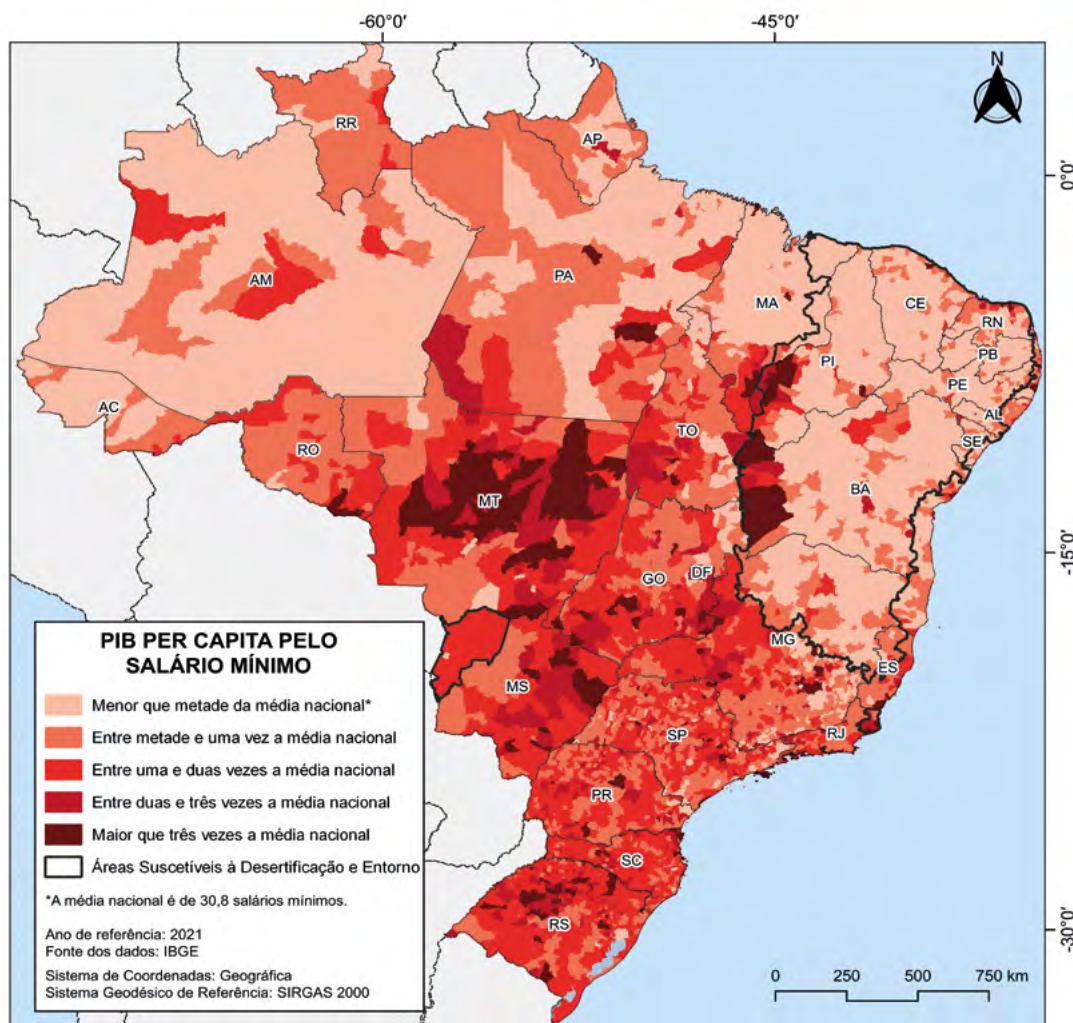 -60°0'
-45°0'
RR
AP
0°0'
AM
PA
MA
CE
RN
PB
PI
PE
AC
AL
TO
SE
RO
BA
MT
-15°0'
GO
DF
MG
ES
MS
SP
RJ
PR
SC
RS
-30°0'
PIB PER CAPITA PELO
SALÁRIO MÍNIMO
Menor que metade da média nacional*
Entre metade e uma vez a média nacional
Entre uma e duas vezes a média nacional
Entre duas e três vezes a média nacional
Maior que três vezes a média nacional
Áreas Suscetíveis à Desertificação e Entorno
*A média nacional é de 30,8 salários mínimos.
Ano de referência: 2021
Fonte dos dados: IBGE
Sistema de Coordenadas: Geográfica
Sistema Geodésico de Referência: SIRGAS 2000
0 250 500 750 km